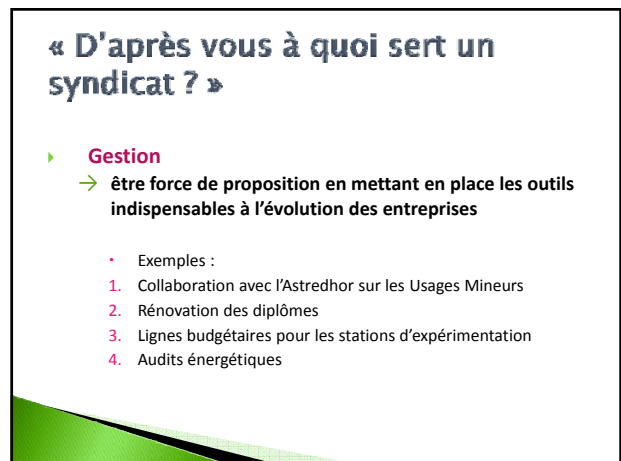 « D'après vous à quoi sert un
syndicat ? »
Gestion
→ être force de proposition en mettant en place les outils
indispensables à l’évolution des entreprises
• Exemples :
1. Collaboration avec l’Astredhor sur les Usages Mineurs
2. Rénovation des diplômes
3. Lignes budgétaires pour les stations d’expérimentation
4. Audits énergétiques